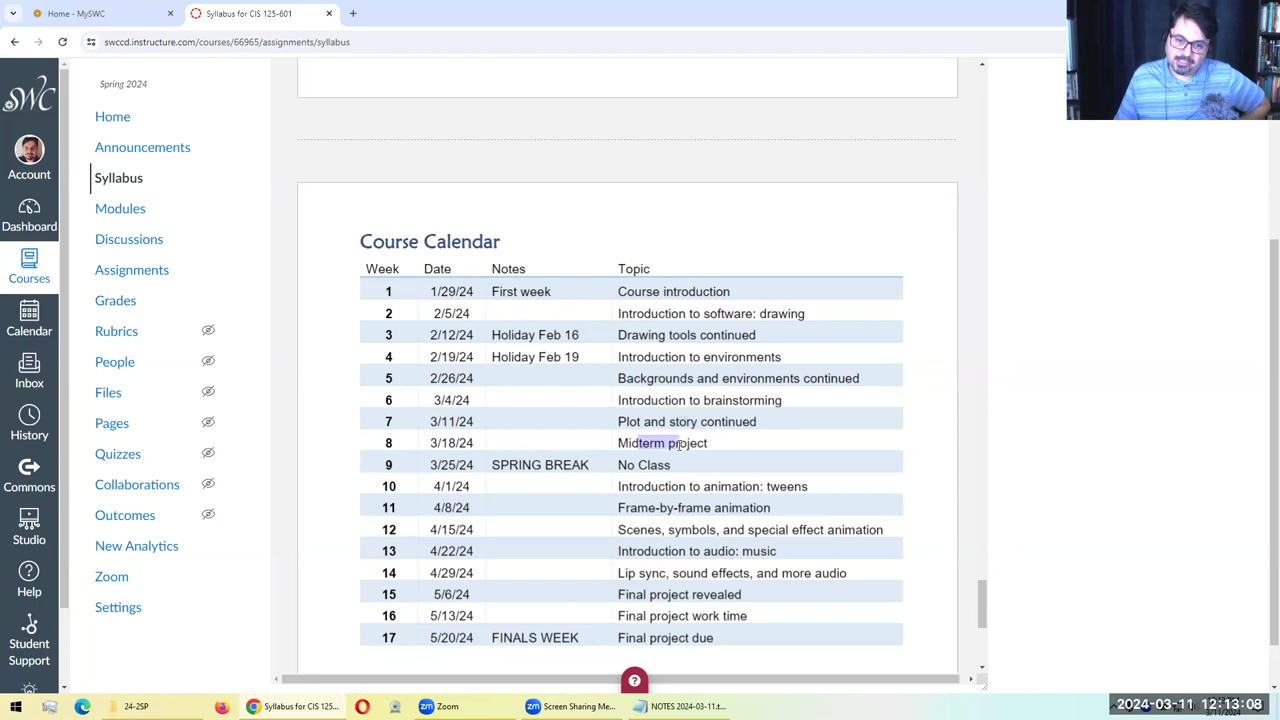 Home - MySWC
Syllabus for CIS 125-601
swccd.instructure.com/courses/66965/assignments/syllabus
SWC
Account
Dashboard
Courses
Calendar
Inbox
History
Commons
Studio
Help
Student
Support
Spring 2024
Home
Announcements
Syllabus
Modules
Discussions
Assignments
Grades
Rubrics
People
Files
Pages
Quizzes
Collaborations
Outcomes
New Analytics
Zoom
Settings
Course Calendar
Week Date Notes Topic
1 1/29/24 First week Course introduction
2 2/5/24 Introduction to software: drawing
3 2/12/24 Holiday Feb 16 Drawing tools continued
4 2/19/24 Holiday Feb 19 Introduction to environments
5 2/26/24 Backgrounds and environments continued
6 3/4/24 Introduction to brainstorming
7 3/11/24 Plot and story continued
8 3/18/24 Midterm project
9 3/25/24 SPRING BREAK No Class
10 4/1/24 Introduction to animation: tweens
11 4/8/24 Frame-by-frame animation
12 4/15/24 Scenes, symbols, and special effect animation
13 4/22/24 Introduction to audio: music
14 4/29/24 Lip sync, sound effects, and more audio
15 5/6/24 Final project revealed
16 5/13/24 Final project work time
17 5/20/24 FINALS WEEK Final project due
24-2SP
Syllabus for CIS 125...
Zoom
Screen Sharing Me...
NOTES 2024-03-11.t...
2024-03-11 12:13:08